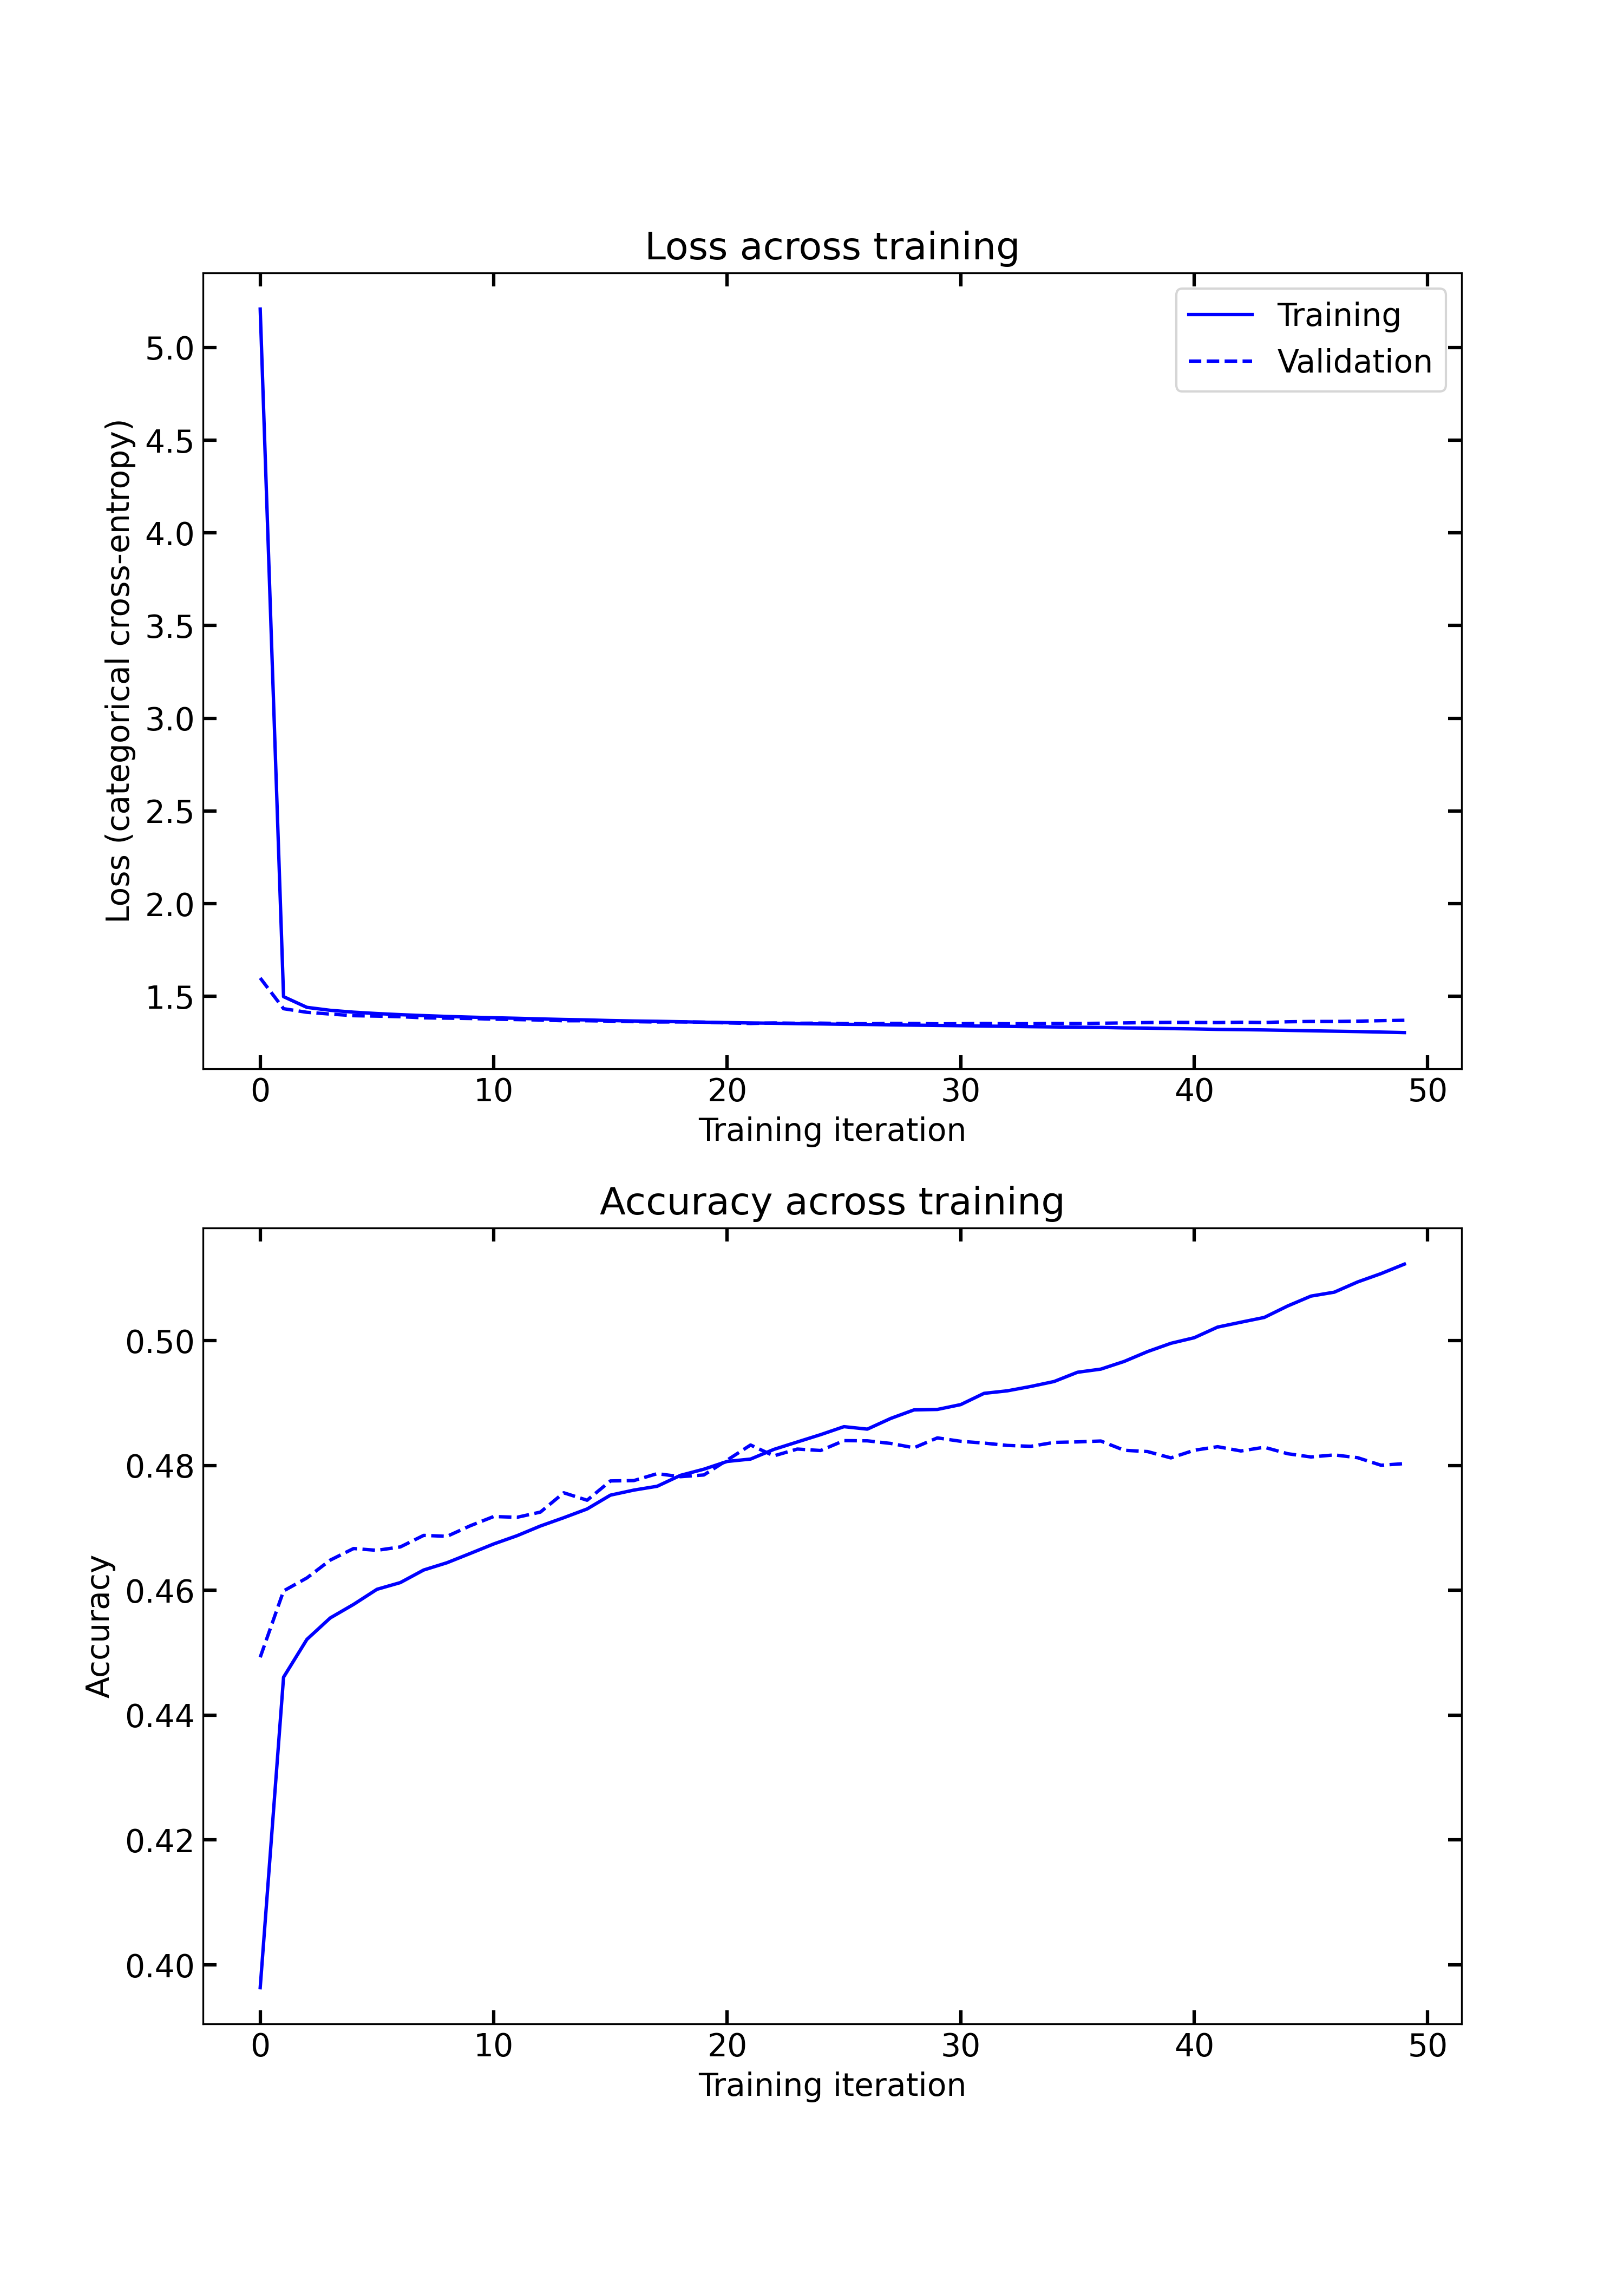 Loss across training
Training
Validation
5.0
4.5
4.0
3.5
3.0
2.5
2.0
1.5
Loss (categorical cross-entropy)
0 10 20 30 40 50
Training iteration
Accuracy across training
0.50
0.48
0.46
0.44
0.42
0.40
Accuracy
0 10 20 30 40 50
Training iteration